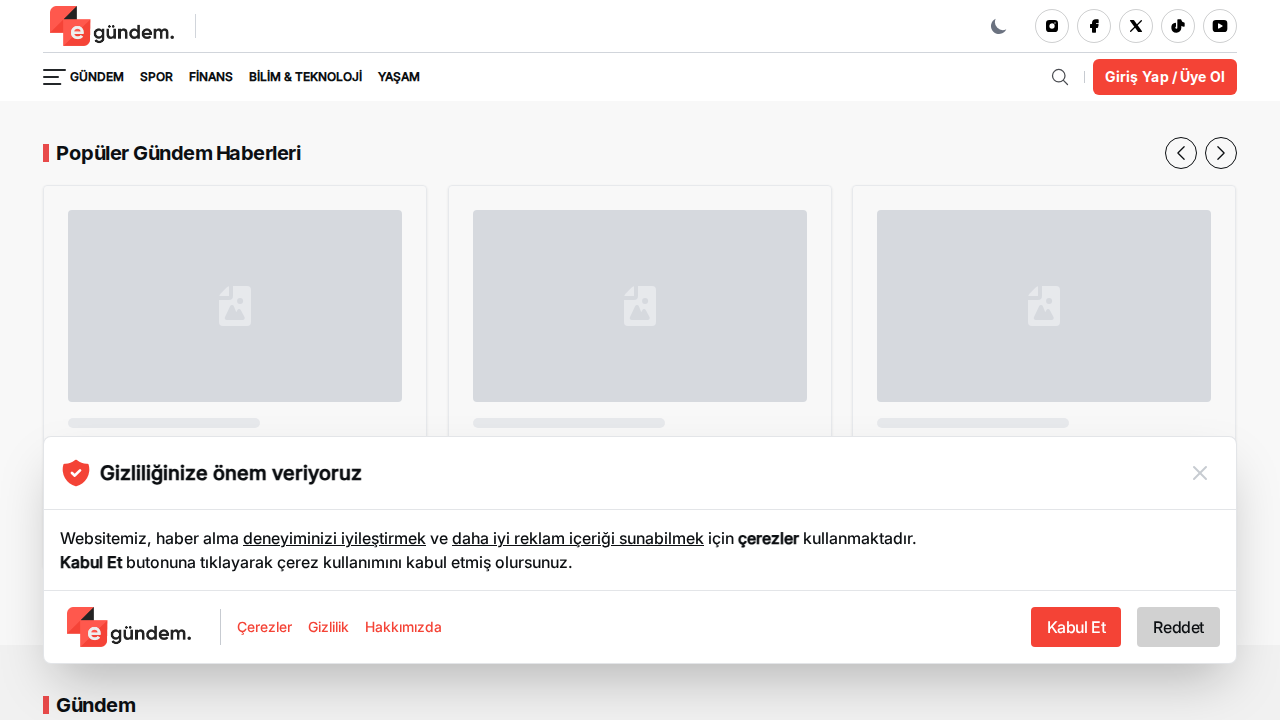 e gündem.
GÜNDEM SPOR FİNANS BİLİM & TEKNOLOJİ YAŞAM
Giriş Yap / Üye Ol
Popüler Gündem Haberleri
Gizliliğinize önem veriyoruz
Websitemiz, haber alma deneyiminizi iyileştirmek ve daha iyi reklam içeriği sunabilmek için çerezler kullanmaktadır.
Kabul Et butonuna tıklayarak çerez kullanımını kabul etmiş olursunuz.
e gündem.
Çerezler Gizlilik Hakkımızda
Kabul Et Reddet
Gündem